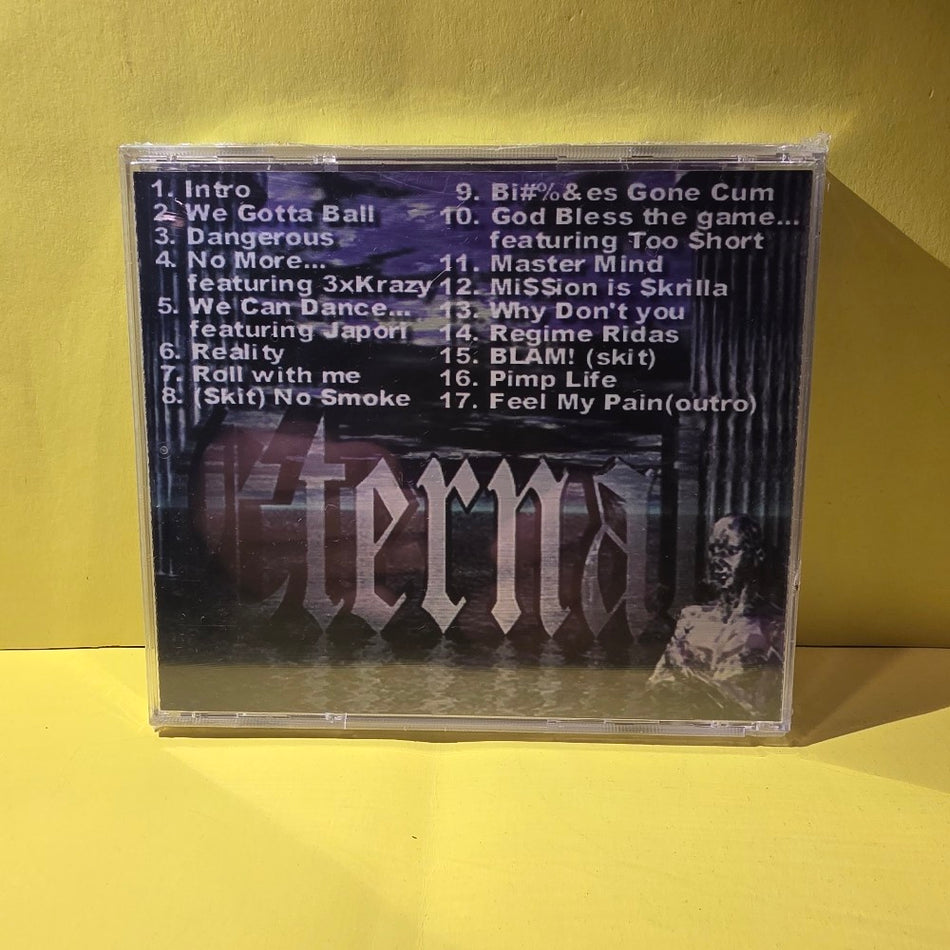 1. Intro
2. We Gotta Ball
3. Dangerous
4. No More...
featuring 3xKrazy
5. We Can Dance...
featuring Japori
6. Reality
7. Roll with me
8. (Skit) No Smoke
9. Bi#%&es Gone Cum
10. God Bless the game...
featuring Too $hort
11. Master Mind
12. Mi$$ion is $krilla
13. Why Don't you
14. Regime Ridas
15. BLAM! (skit)
16. Pimp Life
17. Feel My Pain(outro)
Eterna